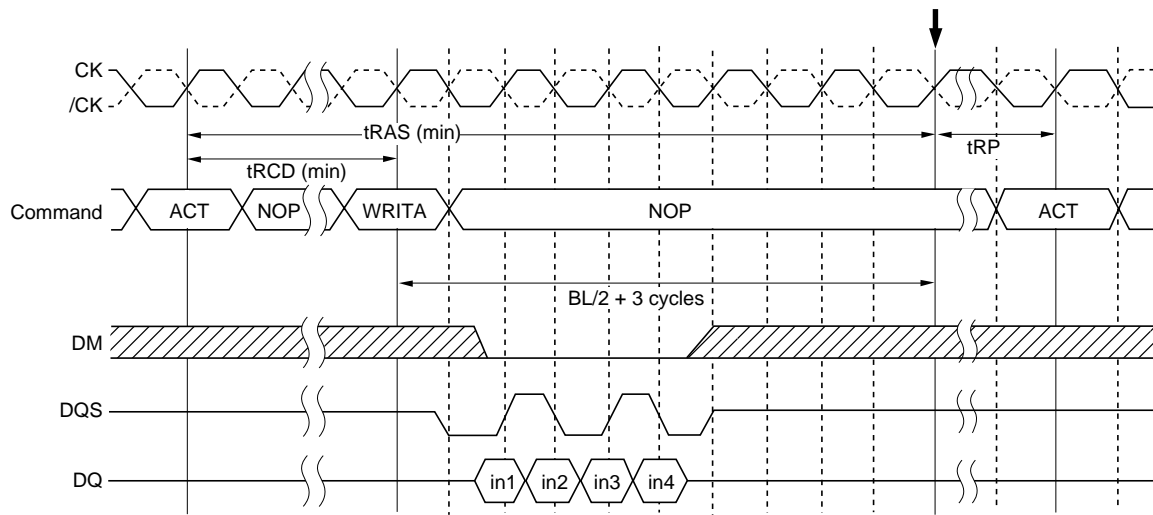 CK
/CK
tRAS (min)
tRP
tRCD (min)
Command ACT NOP WRITA NOP ACT
BL/2 + 3 cycles
DM
DQS
DQ in1 in2 in3 in4